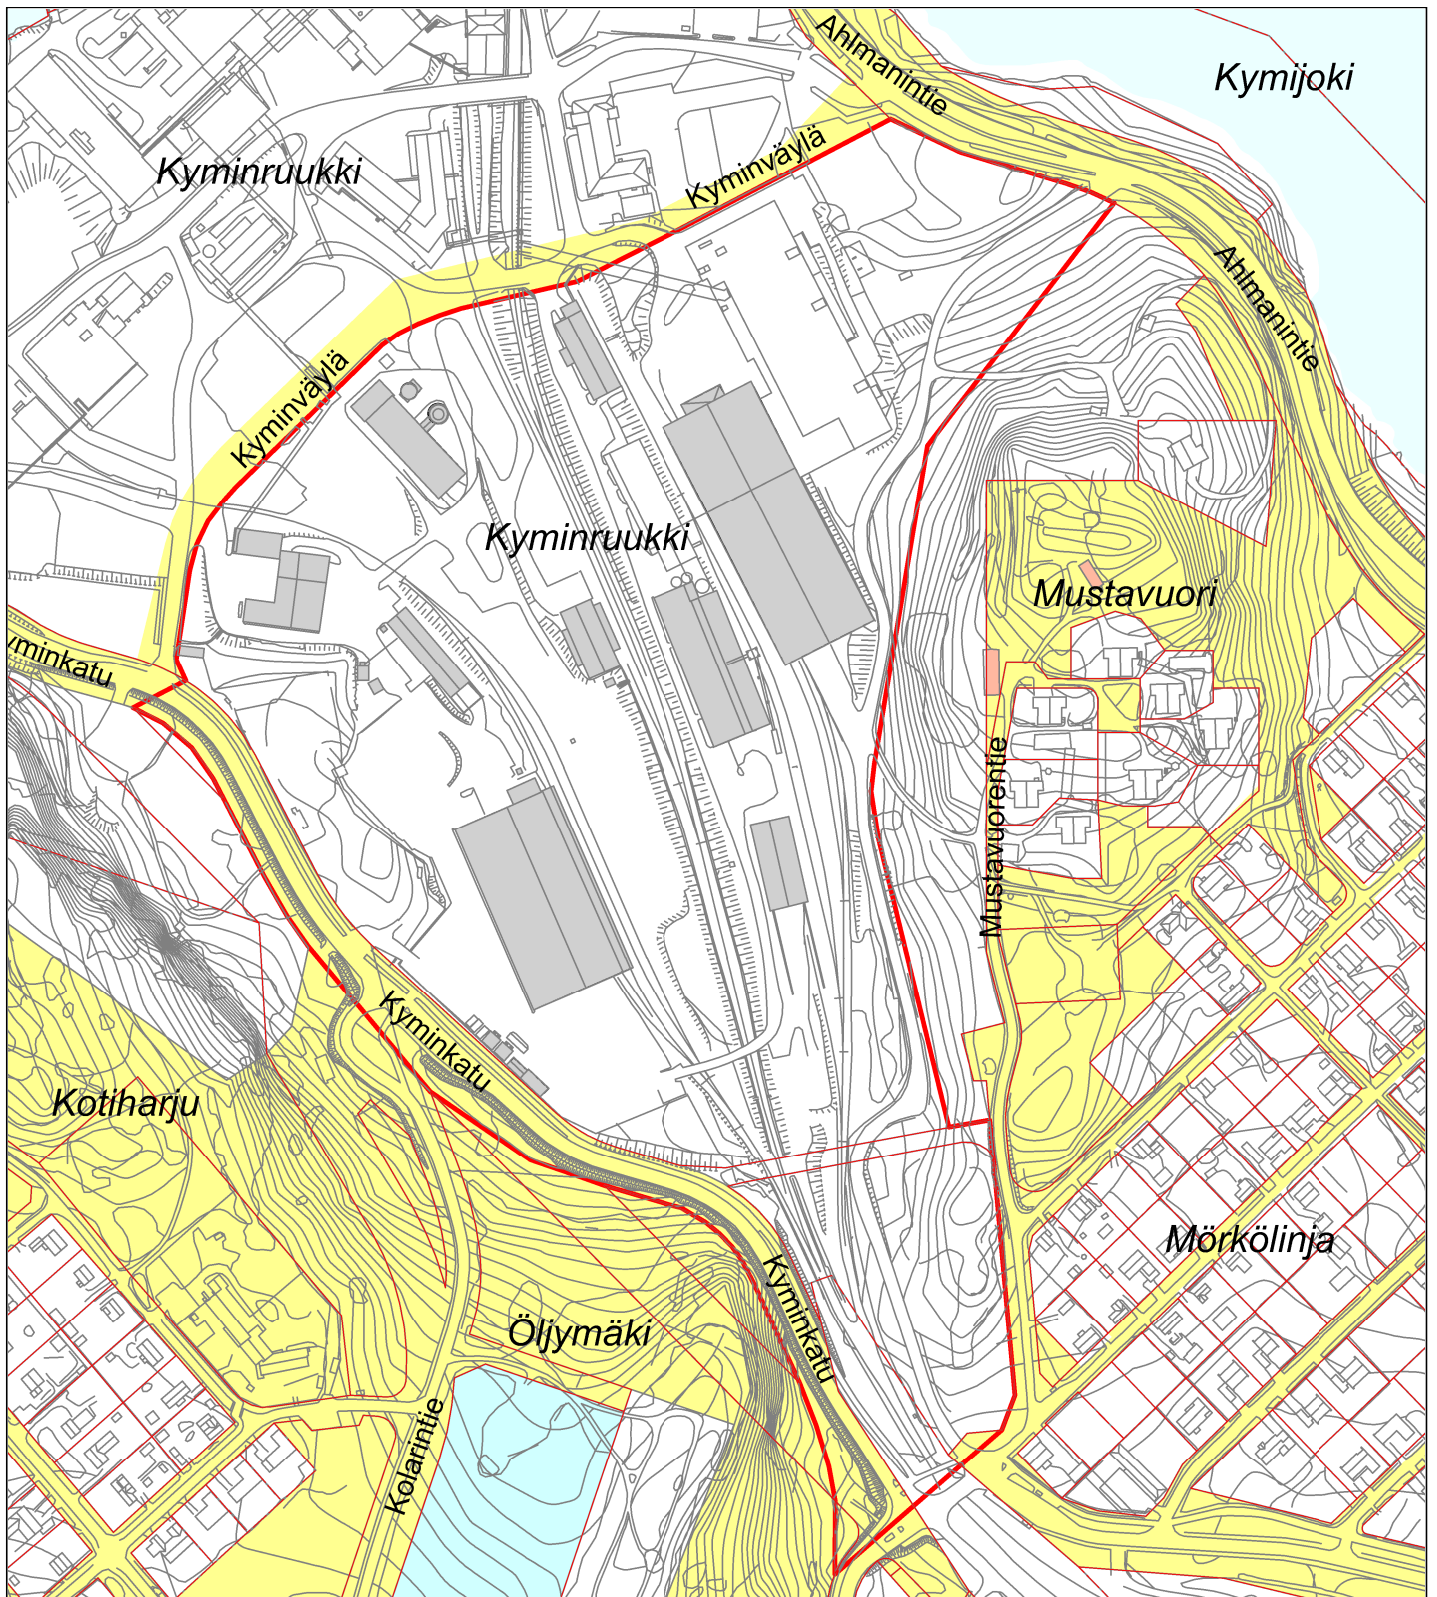 Ahlmanintie
Kymijoki
Kyminruukki
Kyminväylä
Ahlmanintie
Kyminväylä
Kyminruukki
Mustavuori
yminkatu
Mustavuorentie
Kyminkatu
Kotiharju
Mörkölinja
Kyminkatu
Öljymäki
Kolarintie